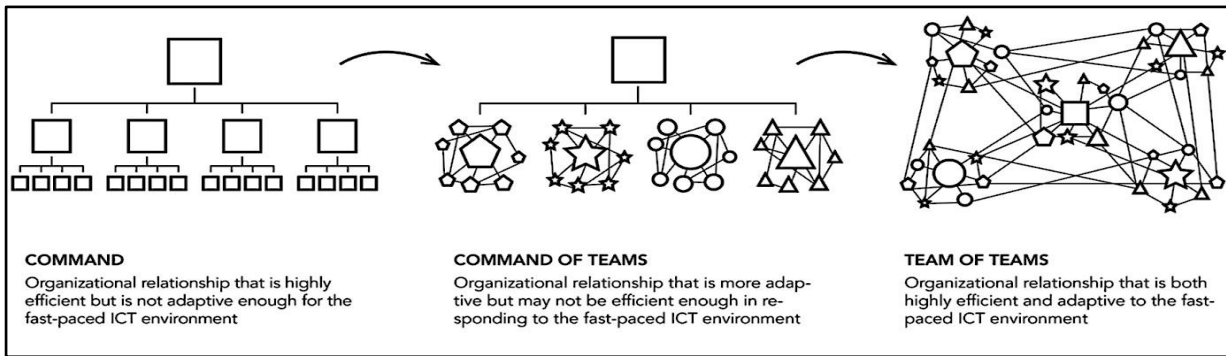 COMMAND
Organizational relationship that is highly
efficient but is not adaptive enough for the
fast-paced ICT environment
COMMAND OF TEAMS
Organizational relationship that is more adap-
tive but may not be efficient enough in re-
sponding to the fast-paced ICT environment
TEAM OF TEAMS
Organizational relationship that is both
highly efficient and adaptive to the fast-
paced ICT environment